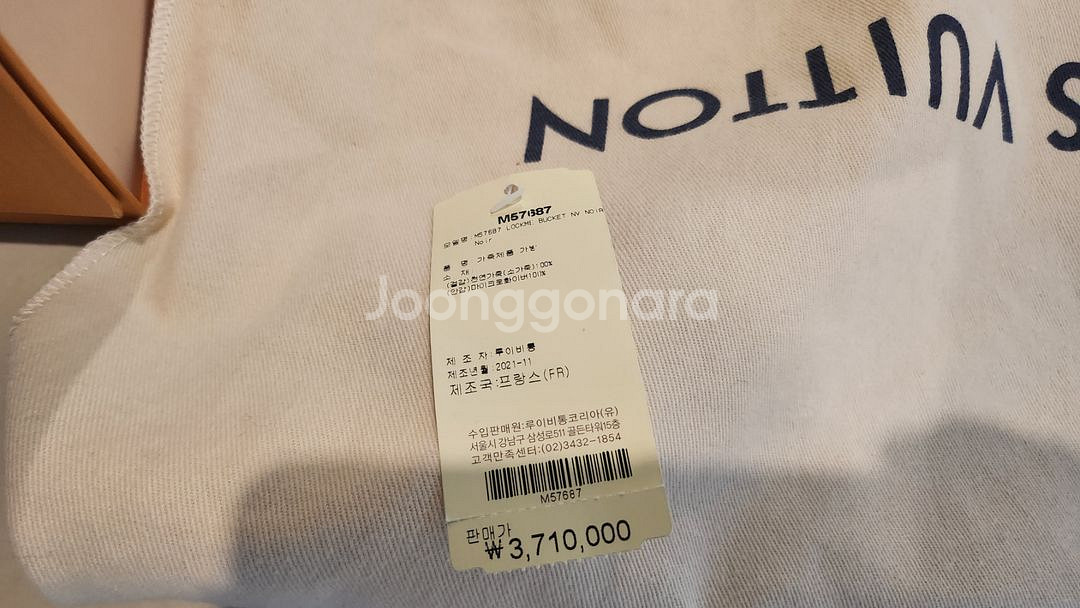 S VUITTON
M57687
모델명: M57687 LOCKME BUCKET NV NOIR
Noir
품 명 가죽제품 가방
소 재
(겉감)천연가죽(소가죽)100%
(안감)마이크로화이버100%
Joonggonara
제 조 자:루이비통
제조년월:2021-11
제조국:프랑스(FR)
수입판매원:루이비통코리아(유)
서울시 강남구 삼성로511 골든타워15층
고객만족센터:(02)3432-1854
M57687
판매가
₩3,710,000